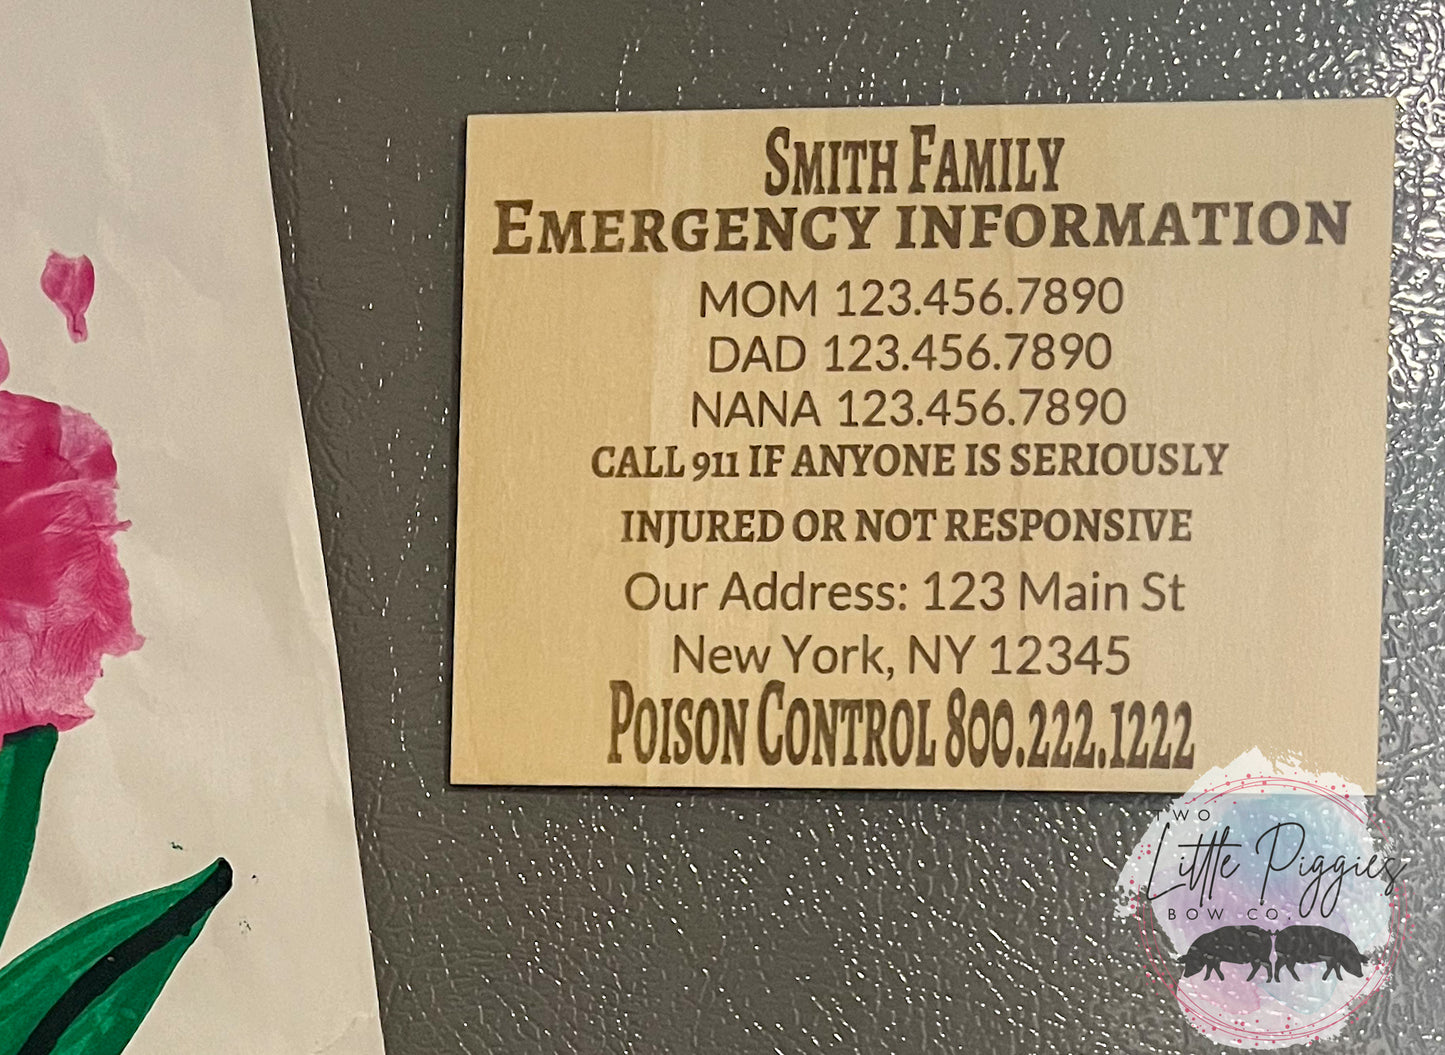 SMITH FAMILY
EMERGENCY INFORMATION
MOM 123.456.7890
DAD 123.456.7890
NANA 123.456.7890
CALL 911 IF ANYONE IS SERIOUSLY
INJURED OR NOT RESPONSIVE
Our Address: 123 Main St
New York, NY 12345
POISON CONTROL 800.222.1222
TWO
Little Piggies
BOW CO.